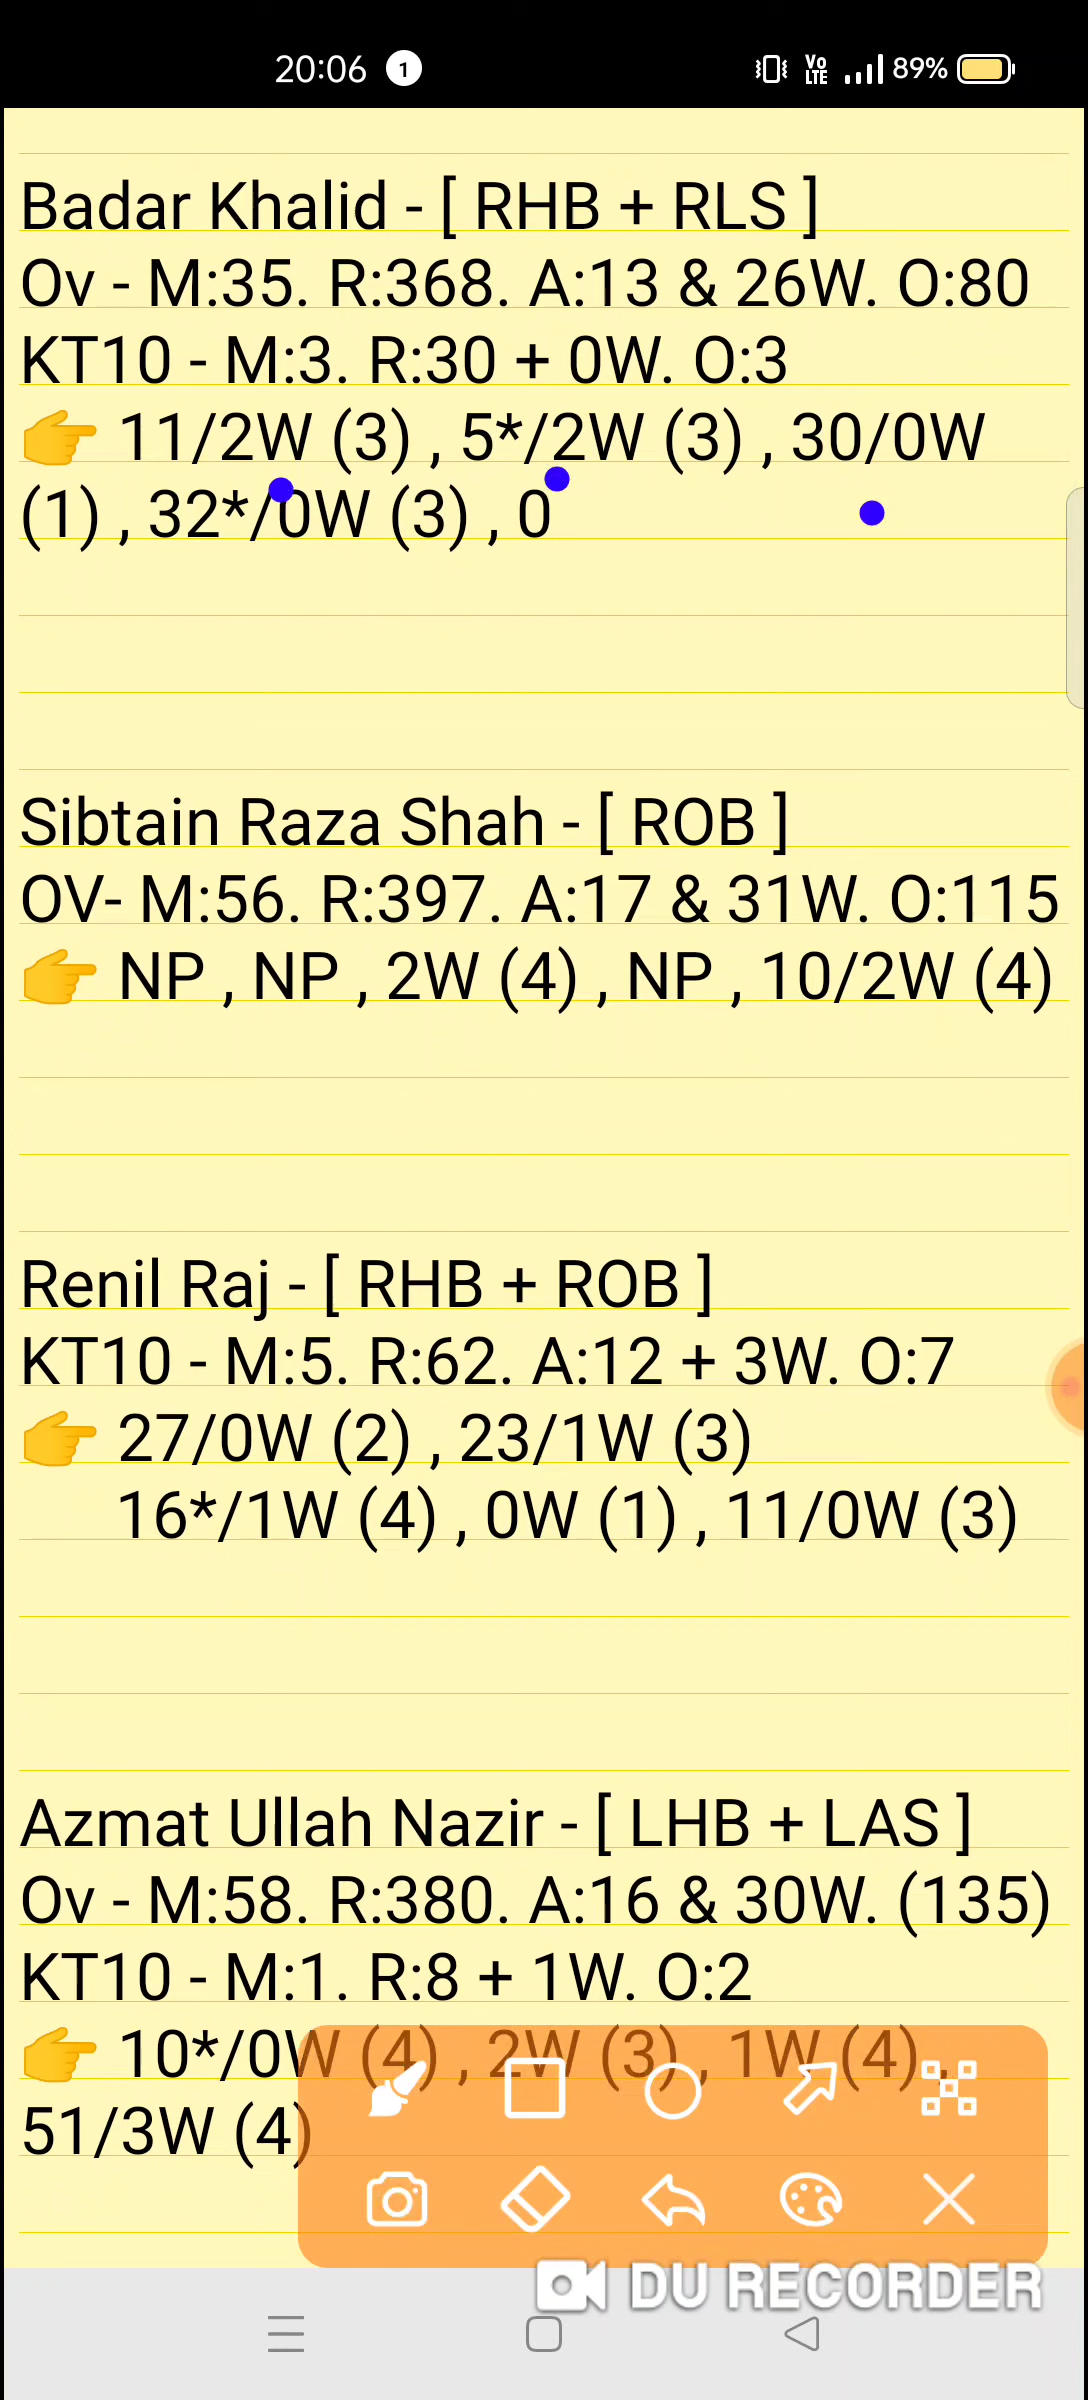 20:06 1 Vo LTE 89%
Badar Khalid - [ RHB + RLS ]
Ov - M:35. R:368. A:13 & 26W. O:80
KT10 - M:3. R:30 + 0W. O:3
👉 11/2W (3) , 5*/2W (3) , 30/0W
(1) , 32*/0W (3) , 0
Sibtain Raza Shah - [ ROB ]
OV- M:56. R:397. A:17 & 31W. O:115
👉 NP , NP , 2W (4) , NP , 10/2W (4)
Renil Raj - [ RHB + ROB ]
KT10 - M:5. R:62. A:12 + 3W. O:7
👉 27/0W (2) , 23/1W (3)
16*/1W (4) , 0W (1) , 11/0W (3)
Azmat Ullah Nazir - [ LHB + LAS ]
Ov - M:58. R:380. A:16 & 30W. (135)
KT10 - M:1. R:8 + 1W. O:2
👉 10*/0W (4) , 2W (3) , 1W (4) ,
51/3W (4)
DU RECORDER